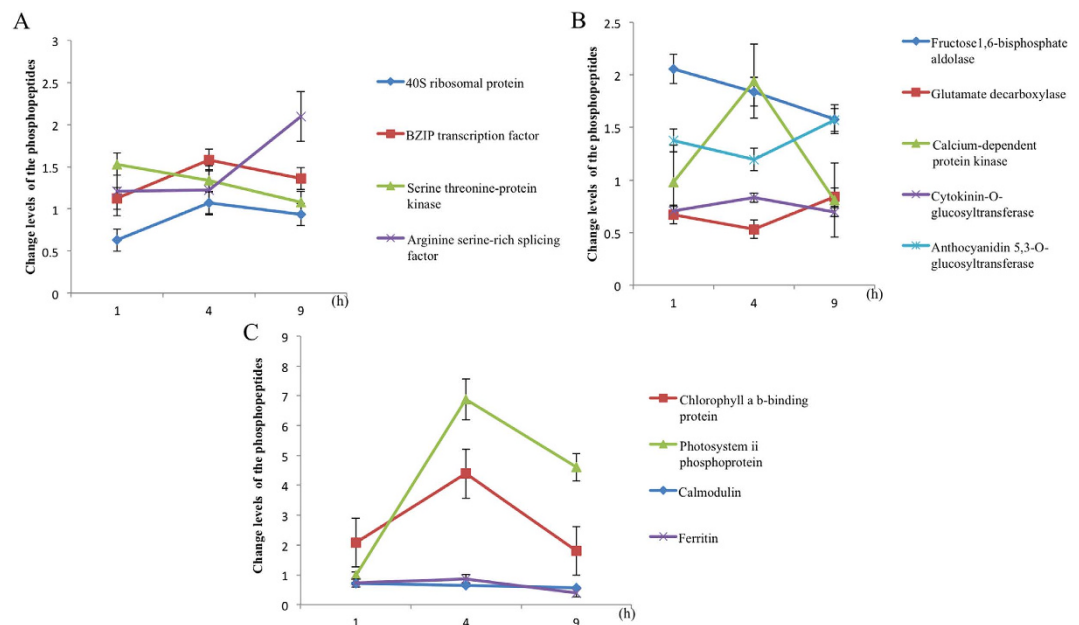 A
Change levels of the phosphopeptides
3
2.5
2
1.5
1
0.5
0
1
4
9
(h)
40S ribosomal protein
BZIP transcription factor
Serine threonine-protein
kinase
Arginine serine-rich splicing
factor
B
Change levels of the phosphopeptides
2.5
2
1.5
1
0.5
0
1
4
9
(h)
Fructose1,6-bisphosphate
aldolase
Glutamate decarboxylase
Calcium-dependent
protein kinase
Cytokinin-O-
glucosyltransferase
Anthocyanidin 5,3-O-
glucosyltransferase
C
Change levels of the phosphopeptides
9
8
7
6
5
4
3
2
1
0
1
4
9
(h)
Chlorophyll a b-binding
protein
Photosystem ii
phosphoprotein
Calmodulin
Ferritin